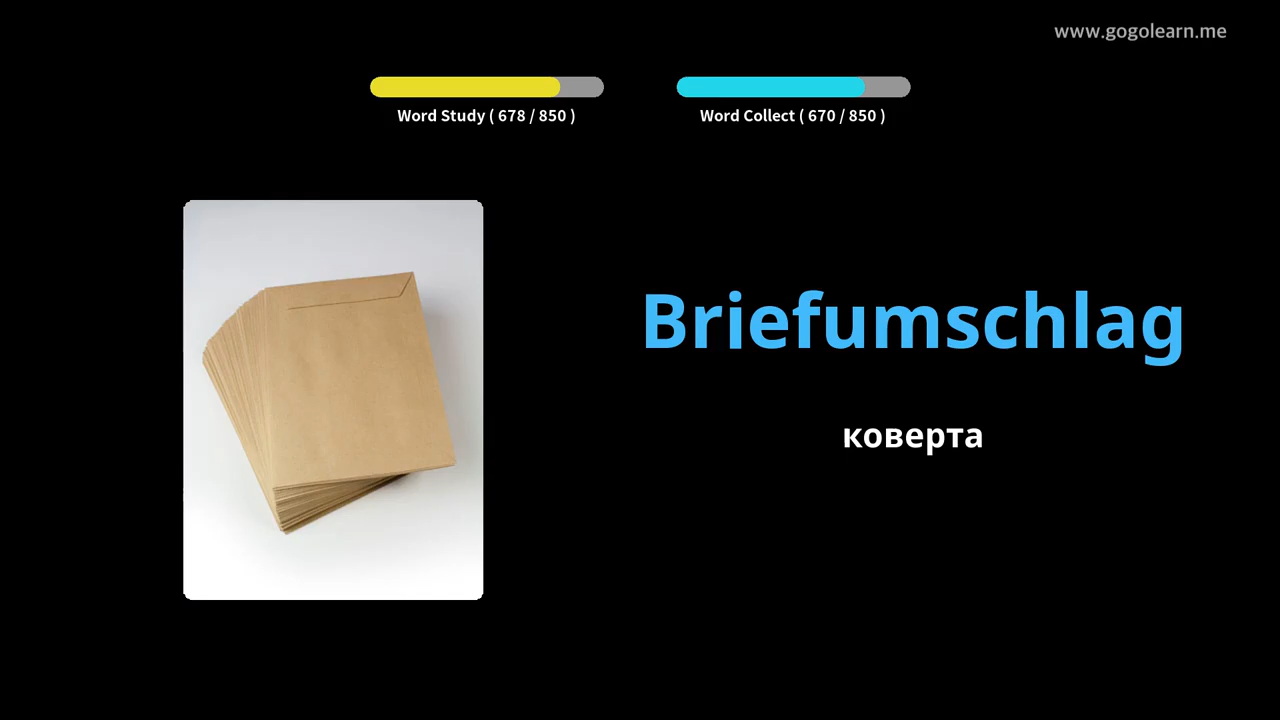 www.gogolearn.me
Word Study ( 678 / 850 )
Word Collect ( 670 / 850 )
Briefumschlag
коверта